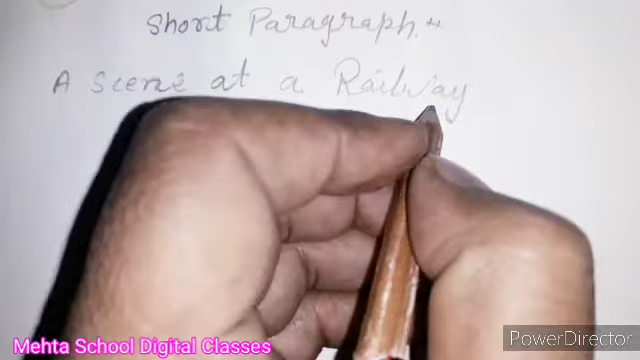 Short Paragraph.
A scene at a Railway
Mehta School Digital Classes
PowerDirector